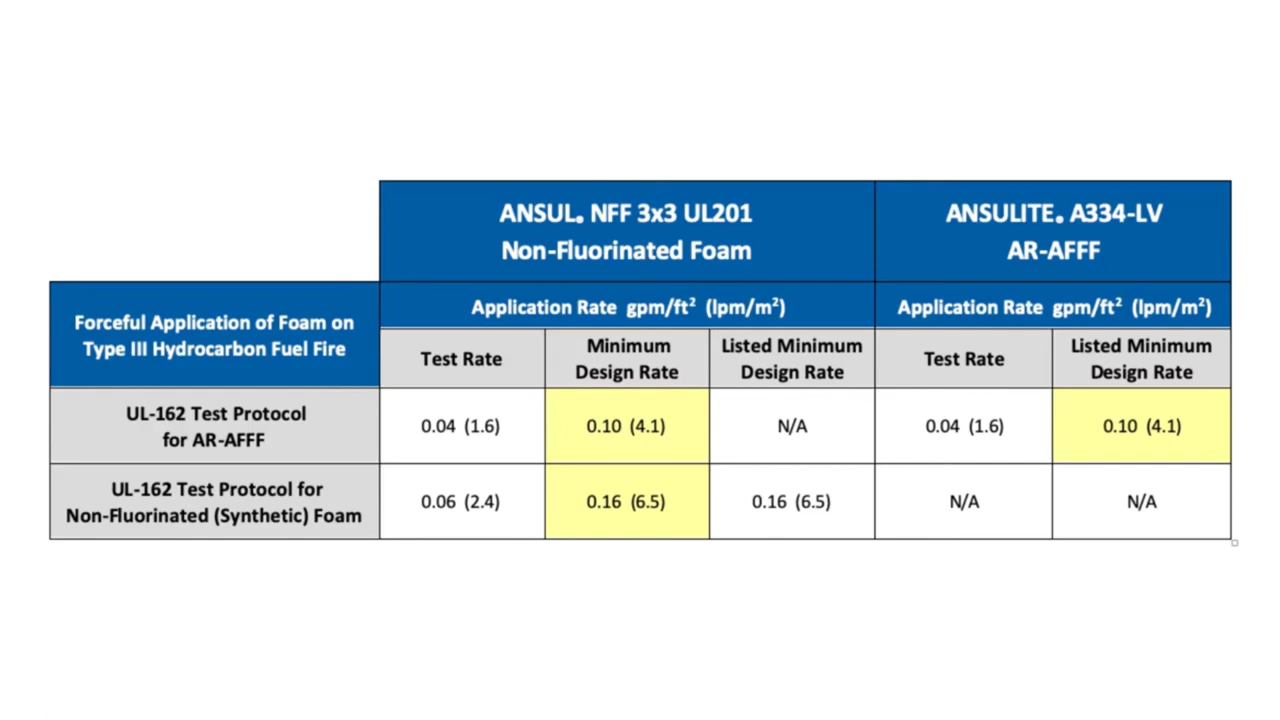 ANSUL. NFF 3x3 UL201
Non-Fluorinated Foam
ANSULITE. A334-LV
AR-AFFF
Forceful Application of Foam on
Type III Hydrocarbon Fuel Fire
Application Rate gpm/ft² (lpm/m²)
Application Rate gpm/ft² (lpm/m²)
Test Rate
Minimum
Design Rate
Listed Minimum
Design Rate
Test Rate
Listed Minimum
Design Rate
UL-162 Test Protocol
for AR-AFFF
0.04 (1.6)
0.10 (4.1)
N/A
0.04 (1.6)
0.10 (4.1)
UL-162 Test Protocol for
Non-Fluorinated (Synthetic) Foam
0.06 (2.4)
0.16 (6.5)
0.16 (6.5)
N/A
N/A